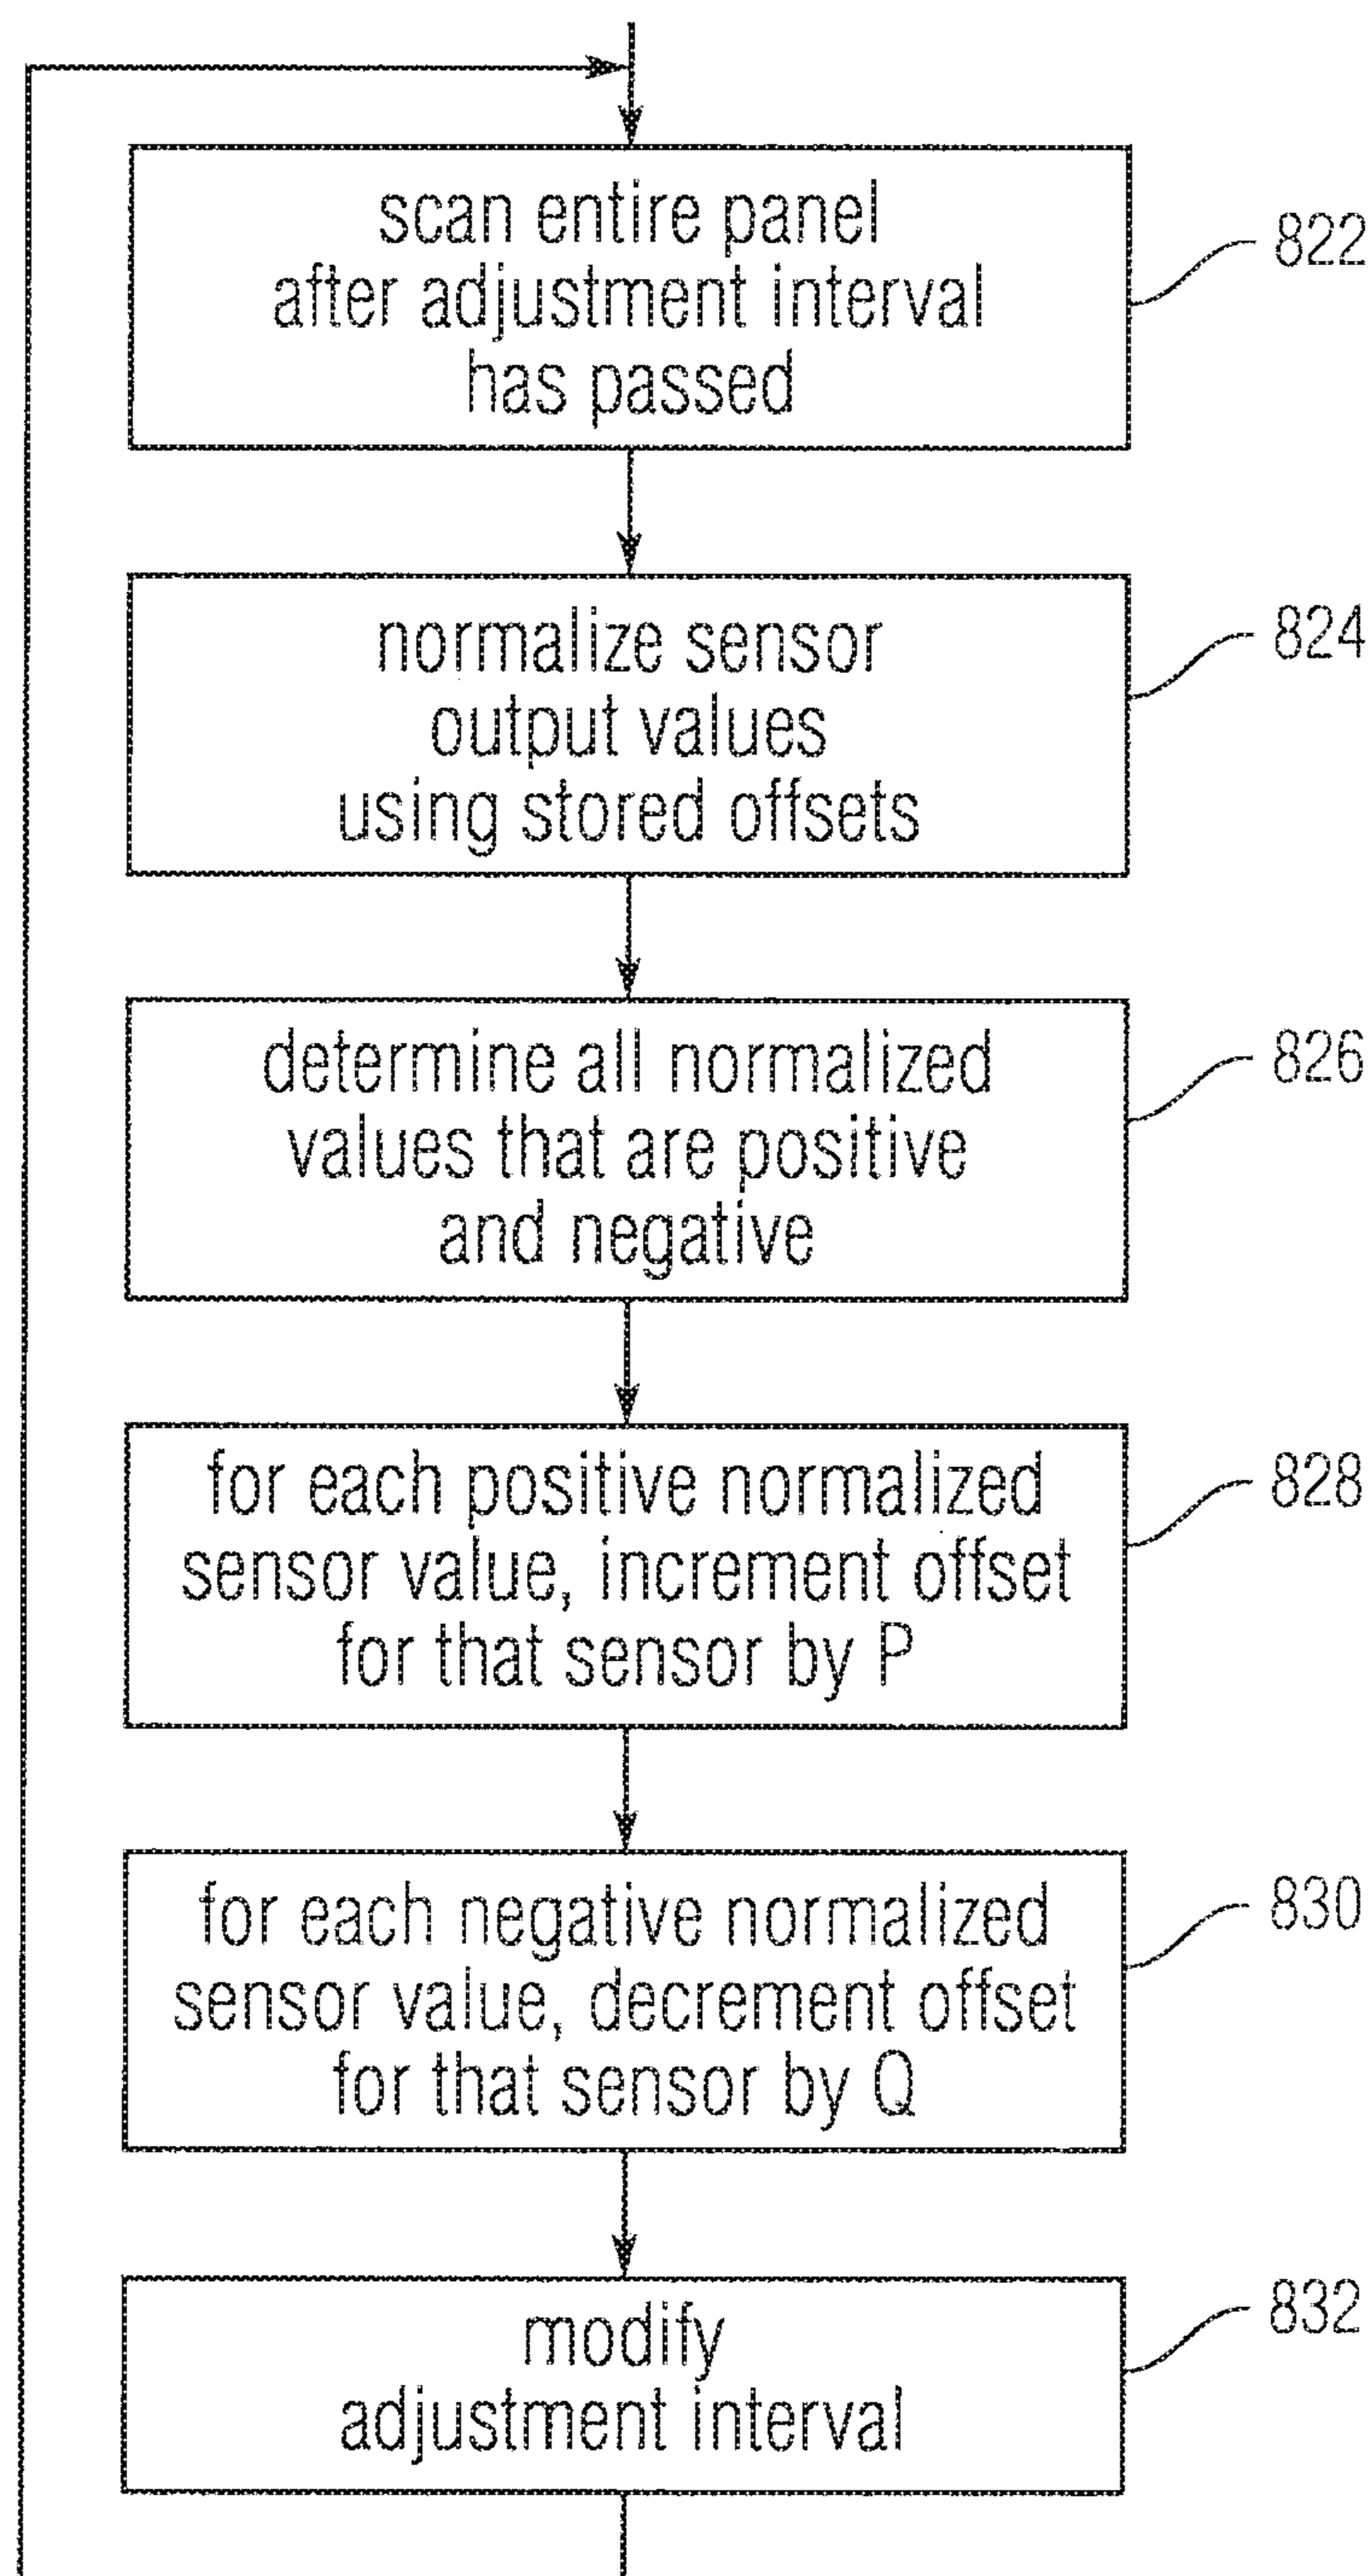 scan entire panel
after adjustment interval
has passed
822
normalize sensor
output values
using stored offsets
824
determine all normalized
values that are positive
and negative
826
for each positive normalized
sensor value, increment offset
for that sensor by P
828
for each negative normalized
sensor value, decrement offset
for that sensor by Q
830
modify
adjustment interval
832